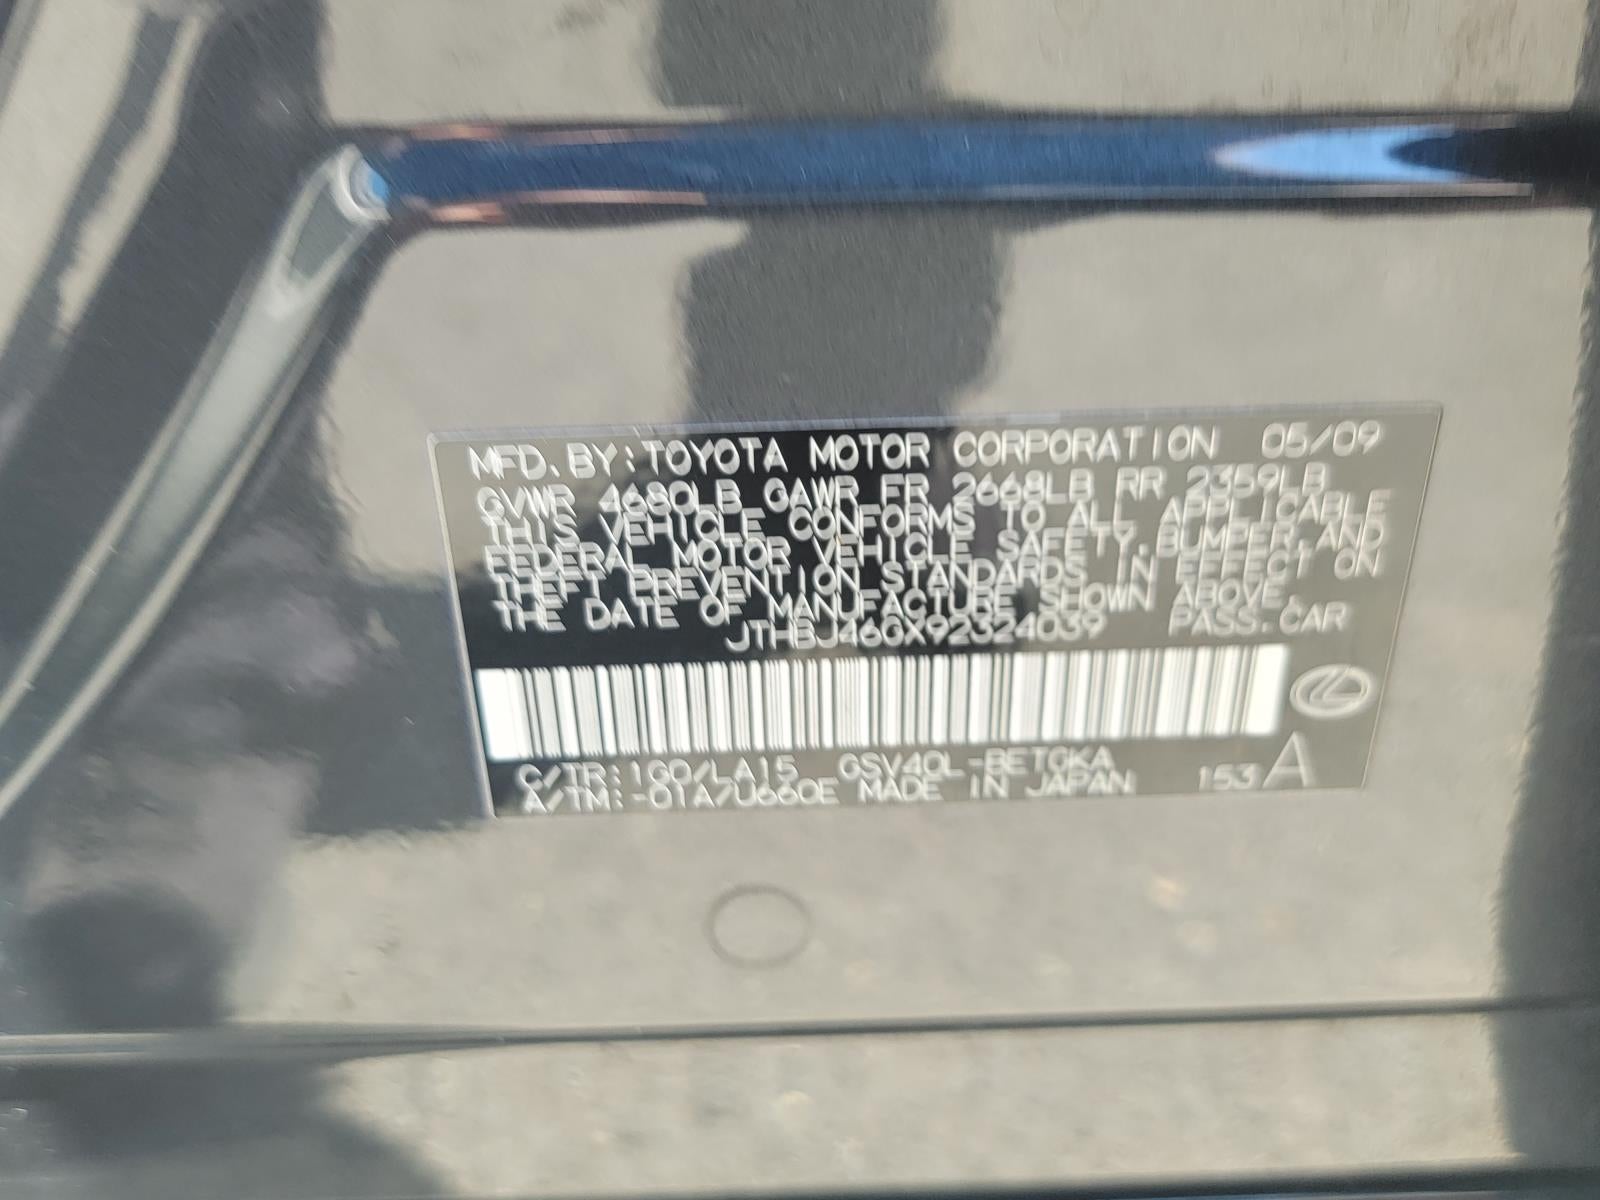 MFD. BY: TOYOTA MOTOR CORPORATION 05/09
GVWR 4680LB GAWR FR 2668LB RR 2359LB
THIS VEHICLE CONFORMS TO ALL APPLICABLE
FEDERAL MOTOR VEHICLE SAFETY, BUMPER, AND
THEFT PREVENTION STANDARDS IN EFFECT ON
THE DATE OF MANUFACTURE SHOWN ABOVE.
JTHBJ46GX92324039 PASS. CAR
C/TR: 1G0/LA15 GSV40L-BETGKA
A/TM: -01A/U660E MADE IN JAPAN 153 A